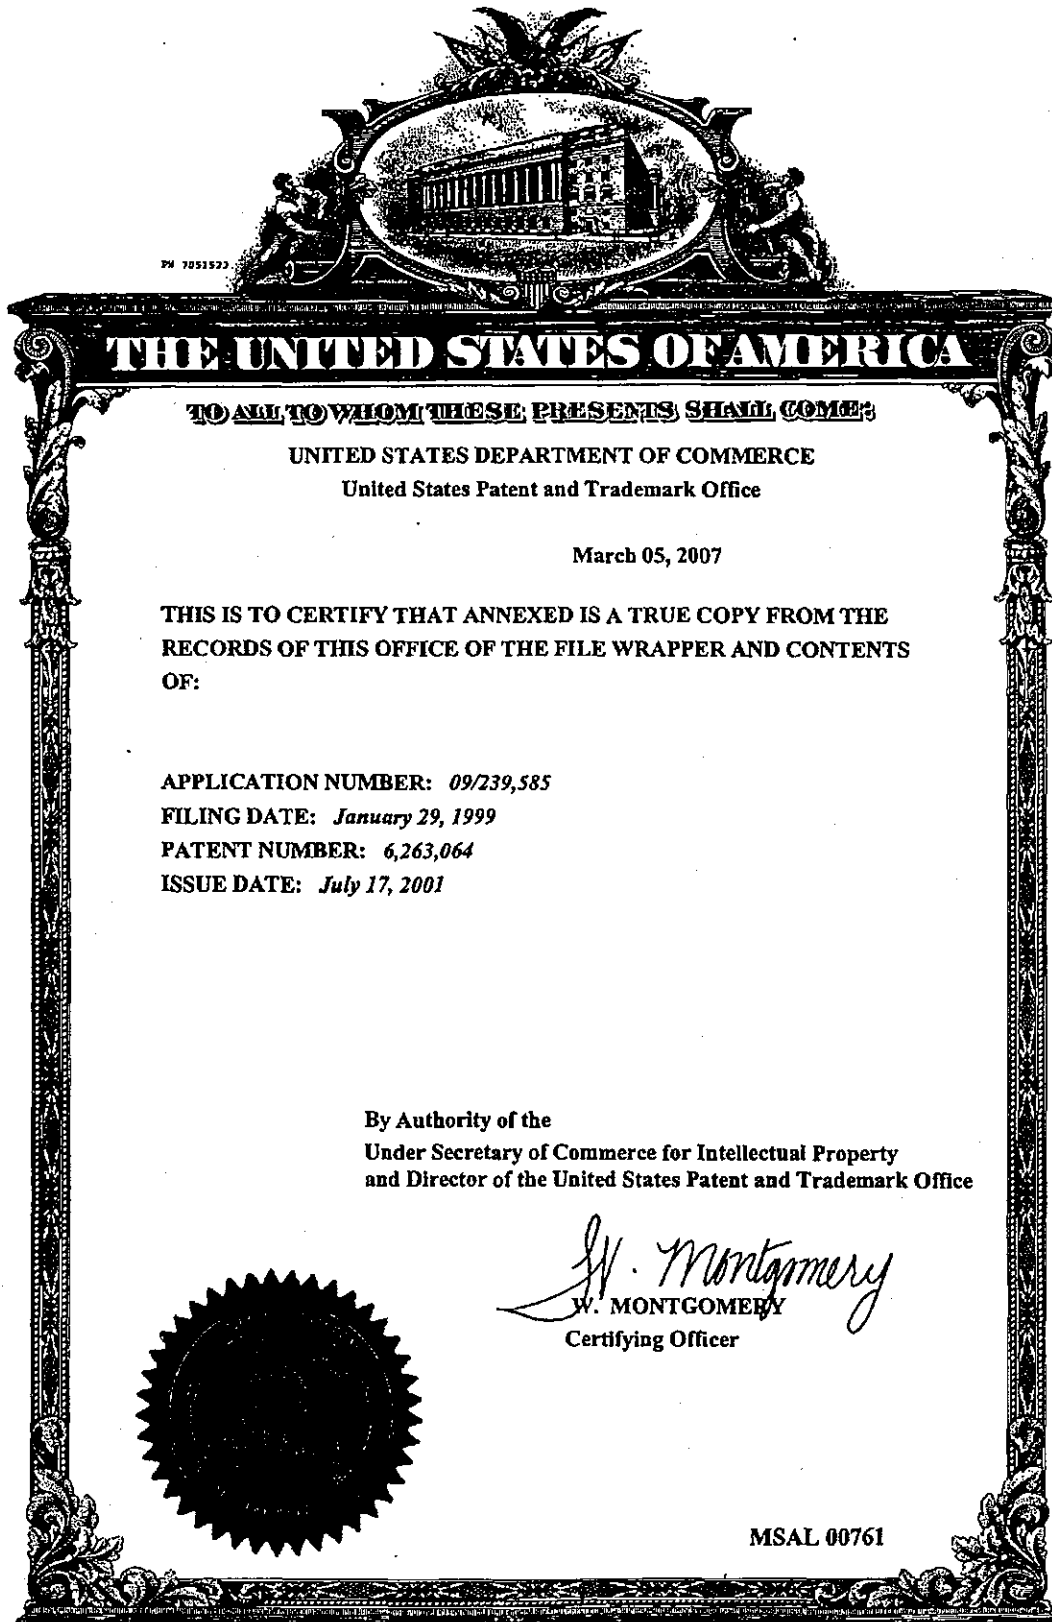 THE UNITED STATES OF AMERICA
TO ALL TO WHOM THESE PRESENTS SHALL COME:
UNITED STATES DEPARTMENT OF COMMERCE
United States Patent and Trademark Office
March 05, 2007
THIS IS TO CERTIFY THAT ANNEXED IS A TRUE COPY FROM THE
RECORDS OF THIS OFFICE OF THE FILE WRAPPER AND CONTENTS
OF:
APPLICATION NUMBER: 09/239,585
FILING DATE: January 29, 1999
PATENT NUMBER: 6,263,064
ISSUE DATE: July 17, 2001
By Authority of the
Under Secretary of Commerce for Intellectual Property
and Director of the United States Patent and Trademark Office
W. Montgomery
W. MONTGOMERY
Certifying Officer
MSAL 00761